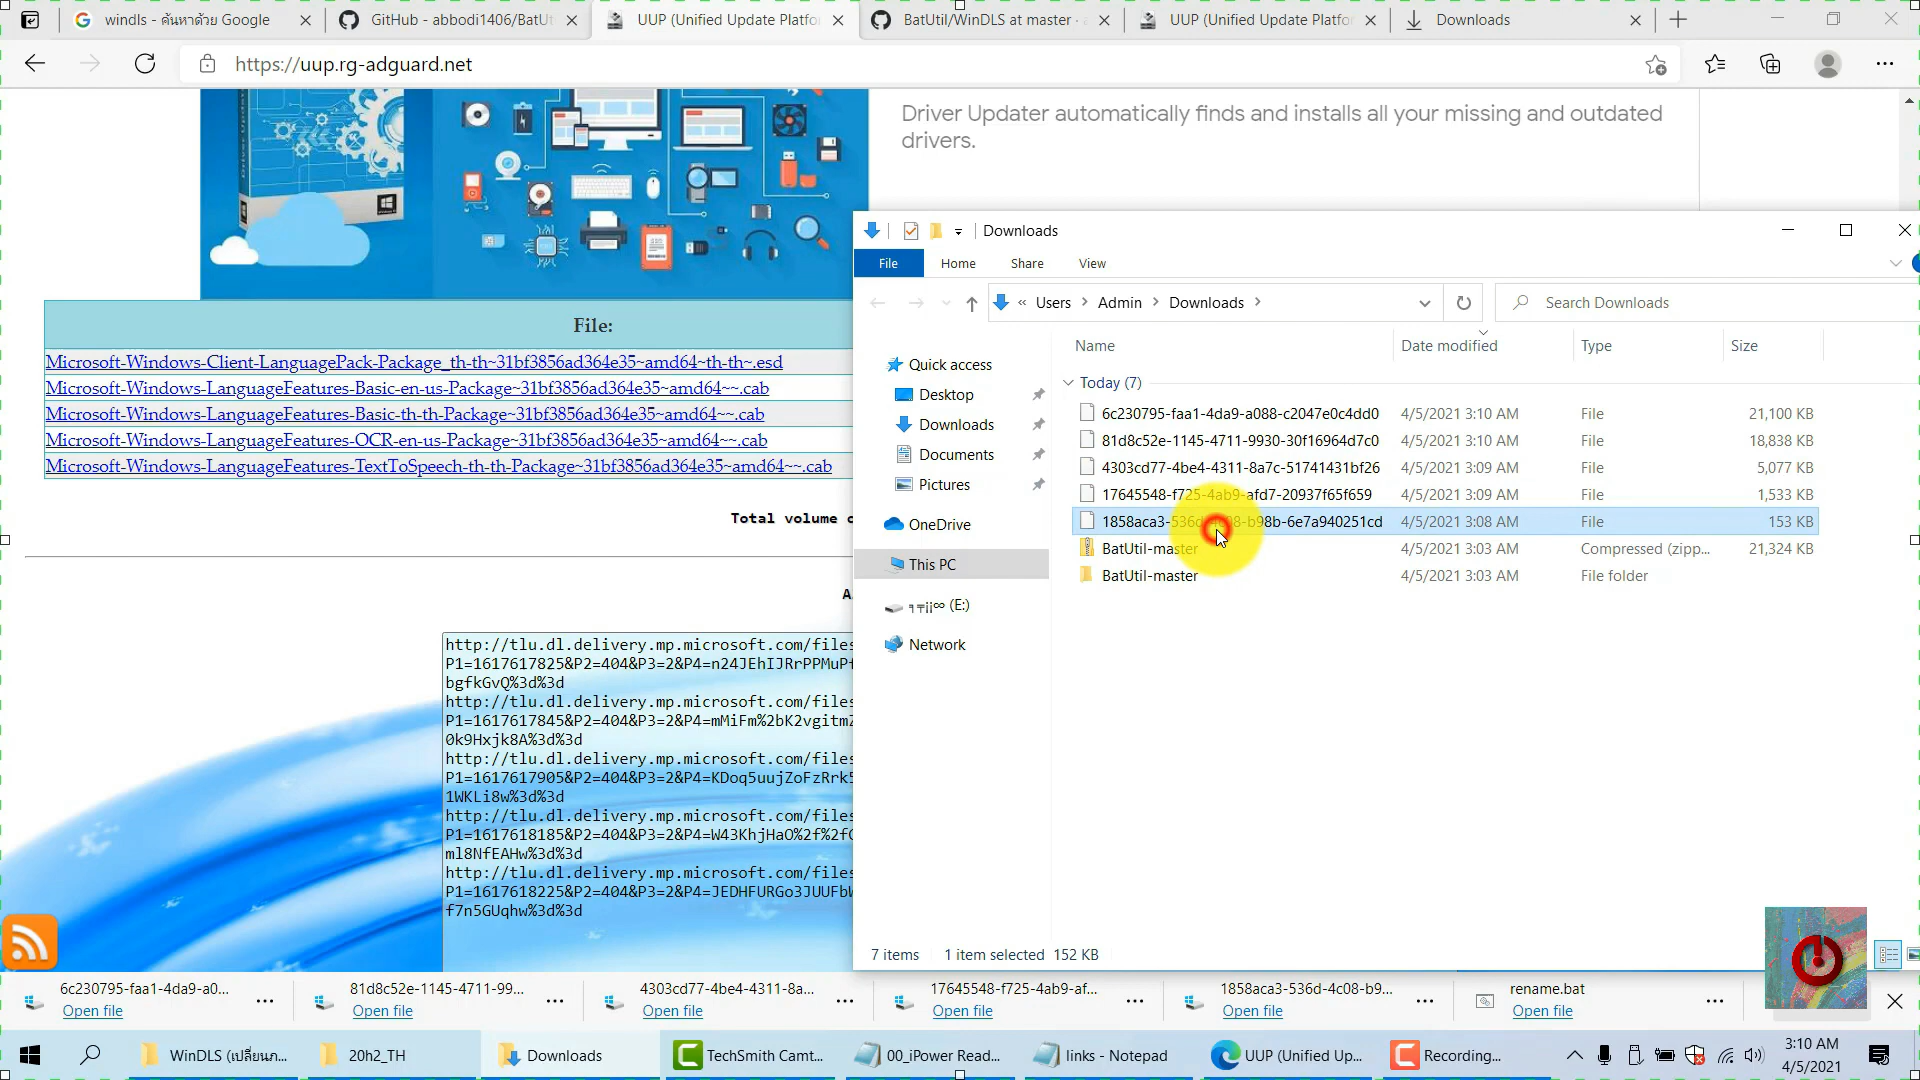 windls - ค้นหาด้วย Google
GitHub - abbodi1406/BatUt
UUP (Unified Update Platfo
BatUtil/WinDLS at master ·
UUP (Unified Update Platfor
Downloads
https://uup.rg-adguard.net
Driver Updater automatically finds and installs all your missing and outdated
drivers.
File:
Microsoft-Windows-Client-LanguagePack-Package_th-th~31bf3856ad364e35~amd64~th-th~.esd
Microsoft-Windows-LanguageFeatures-Basic-en-us-Package~31bf3856ad364e35~amd64~~.cab
Microsoft-Windows-LanguageFeatures-Basic-th-th-Package~31bf3856ad364e35~amd64~~.cab
Microsoft-Windows-LanguageFeatures-OCR-en-us-Package~31bf3856ad364e35~amd64~~.cab
Microsoft-Windows-LanguageFeatures-TextToSpeech-th-th-Package~31bf3856ad364e35~amd64~~.cab
Total volume
http://tlu.dl.delivery.mp.microsoft.com/files
P1=1617617825&P2=404&P3=2&P4=n24JEhIJRrPPMuPt
bgfkGvQ%3d%3d
http://tlu.dl.delivery.mp.microsoft.com/files
P1=1617617845&P2=404&P3=2&P4=mMiFm%2bK2vgitmZ
0k9Hxjk8A%3d%3d
http://tlu.dl.delivery.mp.microsoft.com/files
P1=1617617905&P2=404&P3=2&P4=KDoq5uujZoFzRrk5
1WKLi8w%3d%3d
http://tlu.dl.delivery.mp.microsoft.com/files
P1=1617618185&P2=404&P3=2&P4=W43KhjHaO%2f%2fC
ml8NfEAHw%3d%3d
http://tlu.dl.delivery.mp.microsoft.com/files
P1=1617618225&P2=404&P3=2&P4=JEDHFURGo3JUUFbW
f7n5GUqhw%3d%3d
Downloads
File Home Share View
« Users > Admin > Downloads >
Search Downloads
Name Date modified Type Size
Quick access
Desktop
Downloads
Documents
Pictures
OneDrive
This PC
(E:)
Network
Today (7)
6c230795-faa1-4da9-a088-c2047e0c4dd0 4/5/2021 3:10 AM File 21,100 KB
81d8c52e-1145-4711-9930-30f16964d7c0 4/5/2021 3:10 AM File 18,838 KB
4303cd77-4be4-4311-8a7c-51741431bf26 4/5/2021 3:09 AM File 5,077 KB
17645548-f725-4ab9-afd7-20937f65f659 4/5/2021 3:09 AM File 1,533 KB
1858aca3-536d-4c08-b98b-6e7a940251cd 4/5/2021 3:08 AM File 153 KB
BatUtil-master 4/5/2021 3:03 AM Compressed (zipp... 21,324 KB
BatUtil-master 4/5/2021 3:03 AM File folder
7 items 1 item selected 152 KB
6c230795-faa1-4da9-a0...
Open file
81d8c52e-1145-4711-99...
Open file
4303cd77-4be4-4311-8a...
Open file
17645548-f725-4ab9-af...
Open file
1858aca3-536d-4c08-b9...
Open file
rename.bat
Open file
WinDLS (เปลี่ยนภ...
20h2_TH
Downloads
TechSmith Camt...
00_iPower Read...
links - Notepad
UUP (Unified Up...
Recording...
3:10 AM
4/5/2021